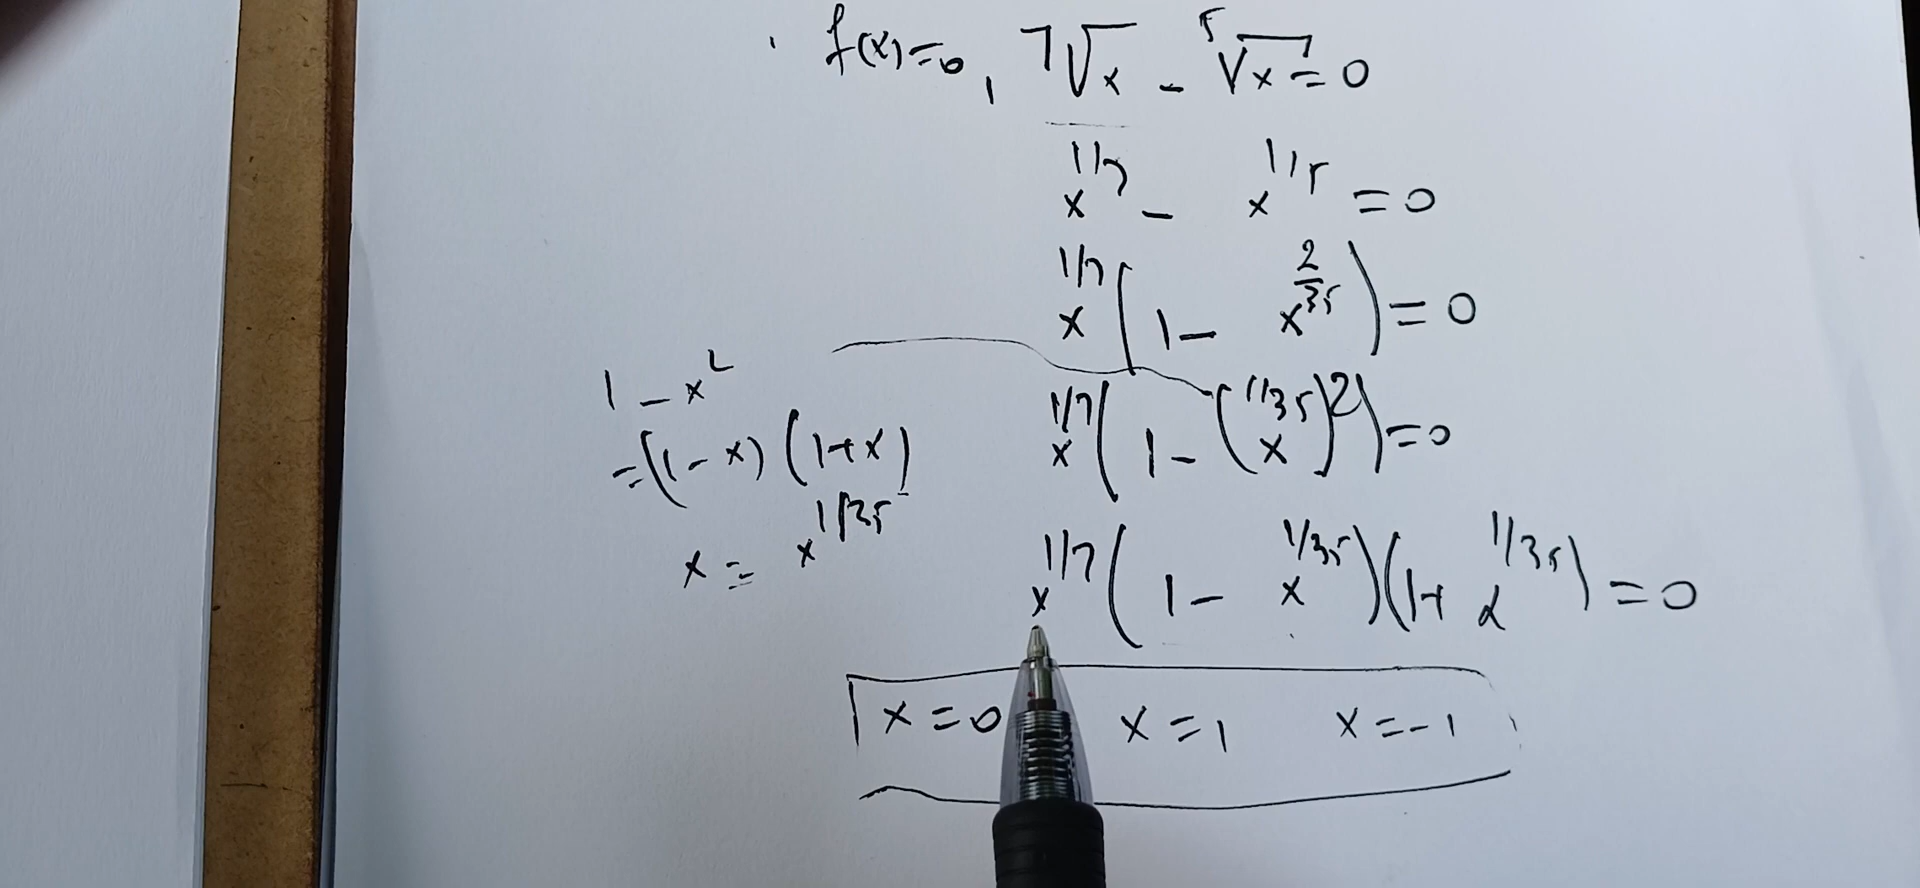 f(x)=0, 7√x - ⁵√x = 0
x^1/7 - x^1/5 = 0
x^1/7 (1 - x^2/35) = 0
x^1/7 (1 - (x^1/35)^2) = 0
x^1/7 (1 - x^1/35)(1+ x^1/35) = 0
1 - x^2
= (1-x) (1+x)
x = x^1/35
x = 0 x = 1 x = -1